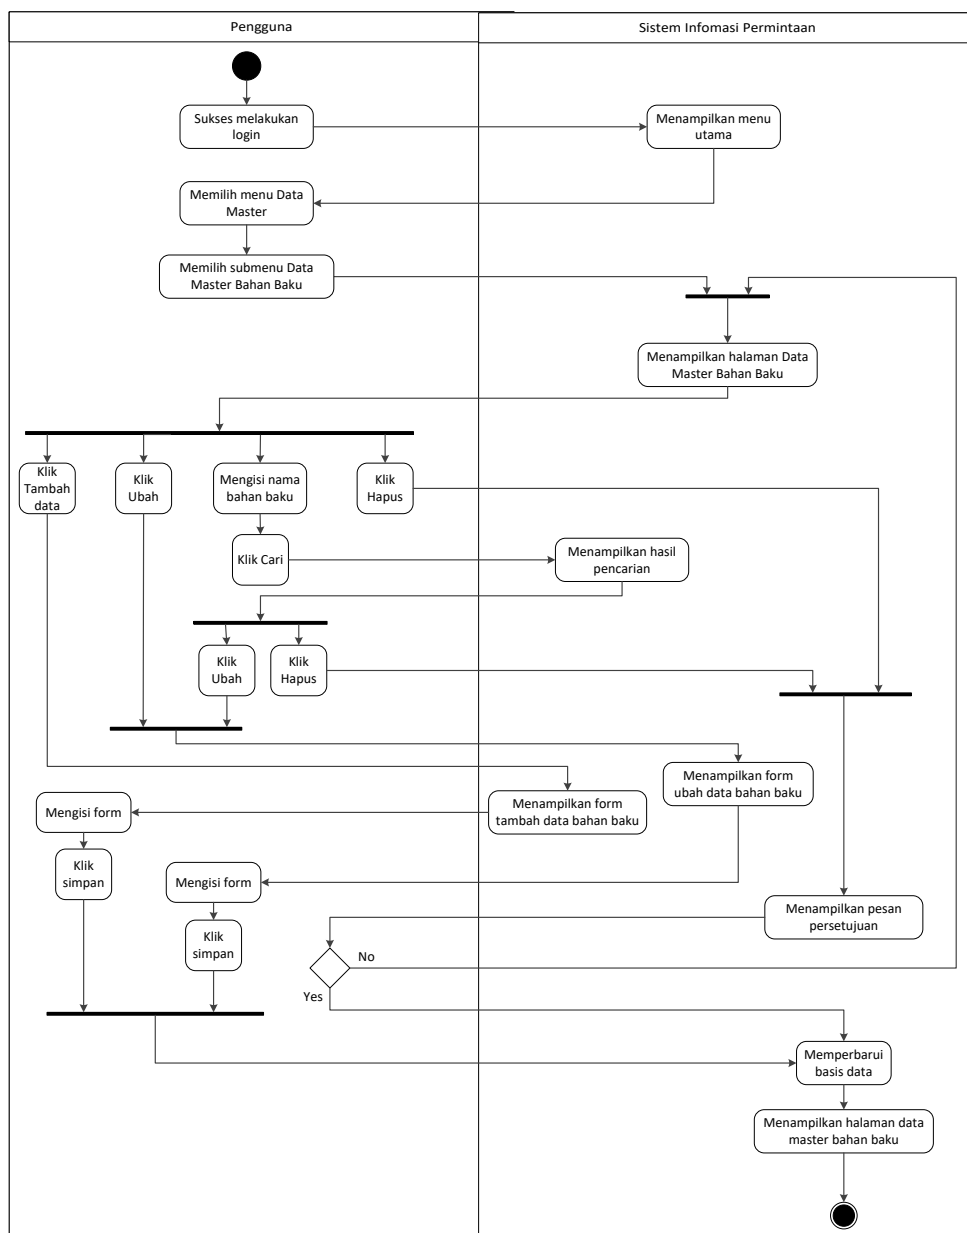 Pengguna
Sistem Infomasi Permintaan
Sukses melakukan
login
Menampilkan menu
utama
Memilih menu Data
Master
Memilih submenu Data
Master Bahan Baku
Menampilkan halaman Data
Master Bahan Baku
Klik
Tambah
data
Klik
Ubah
Mengisi nama
bahan baku
Klik
Hapus
Klik Cari
Menampilkan hasil
pencarian
Klik
Ubah
Klik
Hapus
Menampilkan form
ubah data bahan baku
Menampilkan form
tambah data bahan baku
Mengisi form
Klik
simpan
Mengisi form
Klik
simpan
Menampilkan pesan
persetujuan
No
Yes
Memperbarui
basis data
Menampilkan halaman data
master bahan baku